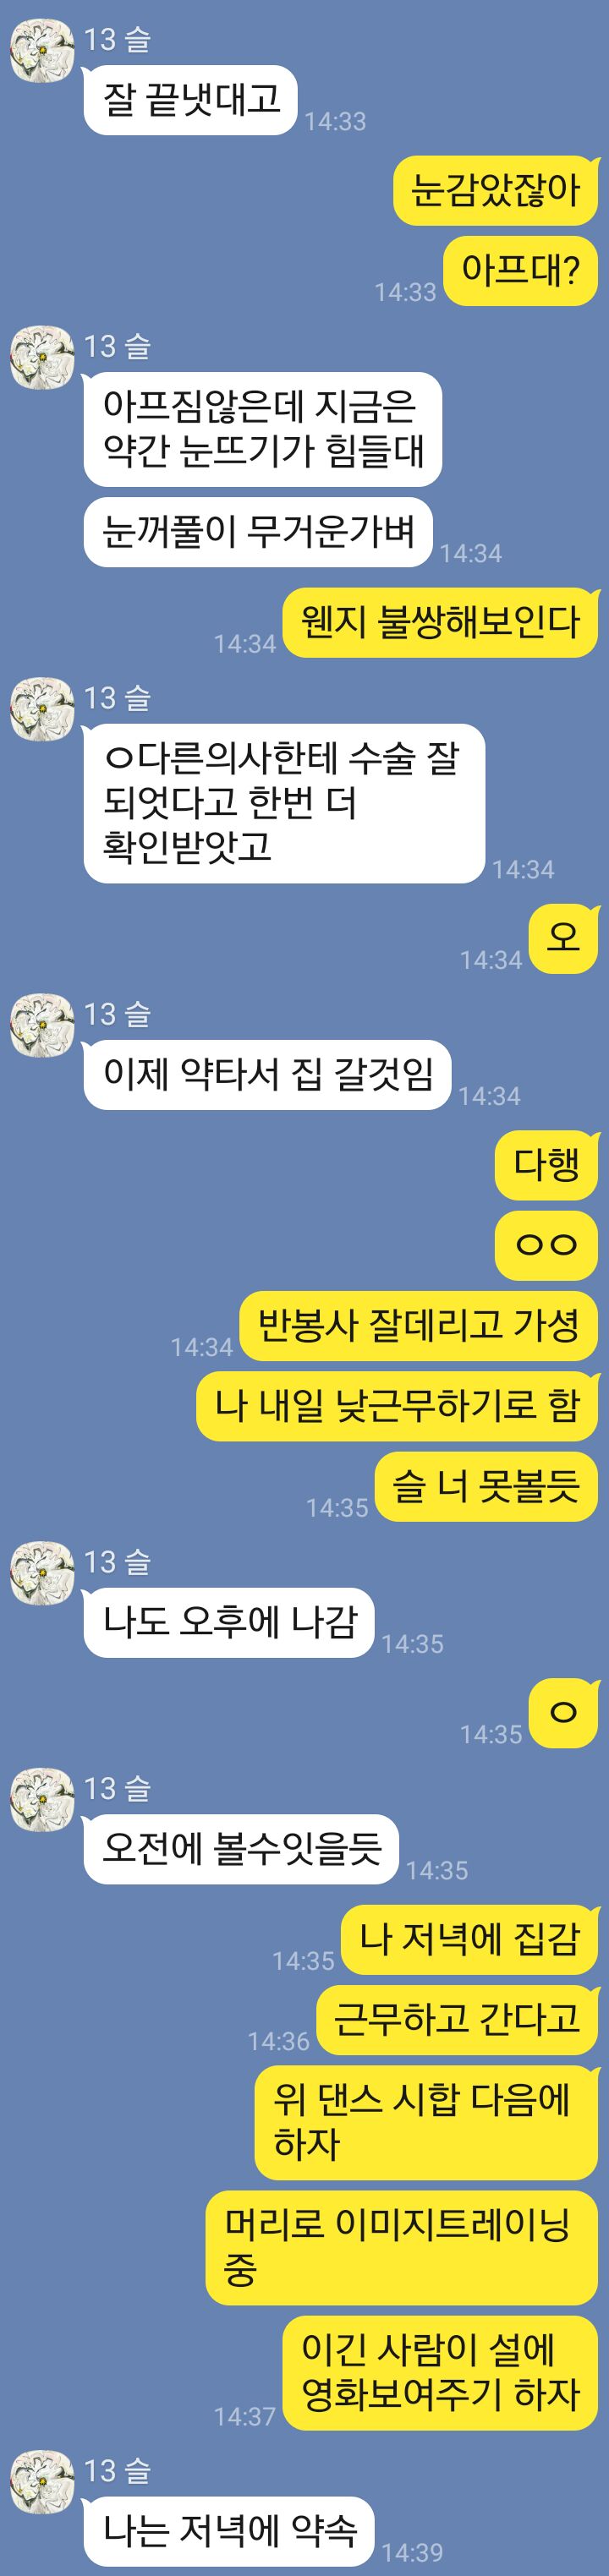 13 슬
잘 끝냇대고
14:33
눈감았잖아
아프대?
14:33
13 슬
아프짐않은데 지금은
약간 눈뜨기가 힘들대
눈꺼풀이 무거운가벼
14:34
웬지 불쌍해보인다
14:34
13 슬
ㅇ다른의사한테 수술 잘
되엇다고 한번 더
확인받앗고
14:34
오
14:34
13 슬
이제 약타서 집 갈것임
14:34
다행
ㅇㅇ
반봉사 잘데리고 가셩
14:34
나 내일 낮근무하기로 함
슬 너 못볼듯
14:35
13 슬
나도 오후에 나감
14:35
ㅇ
14:35
13 슬
오전에 볼수잇을듯
14:35
나 저녁에 집감
14:35
근무하고 간다고
14:36
위 댄스 시합 다음에
하자
머리로 이미지트레이닝
중
이긴 사람이 설에
영화보여주기 하자
14:37
13 슬
나는 저녁에 약속
14:39